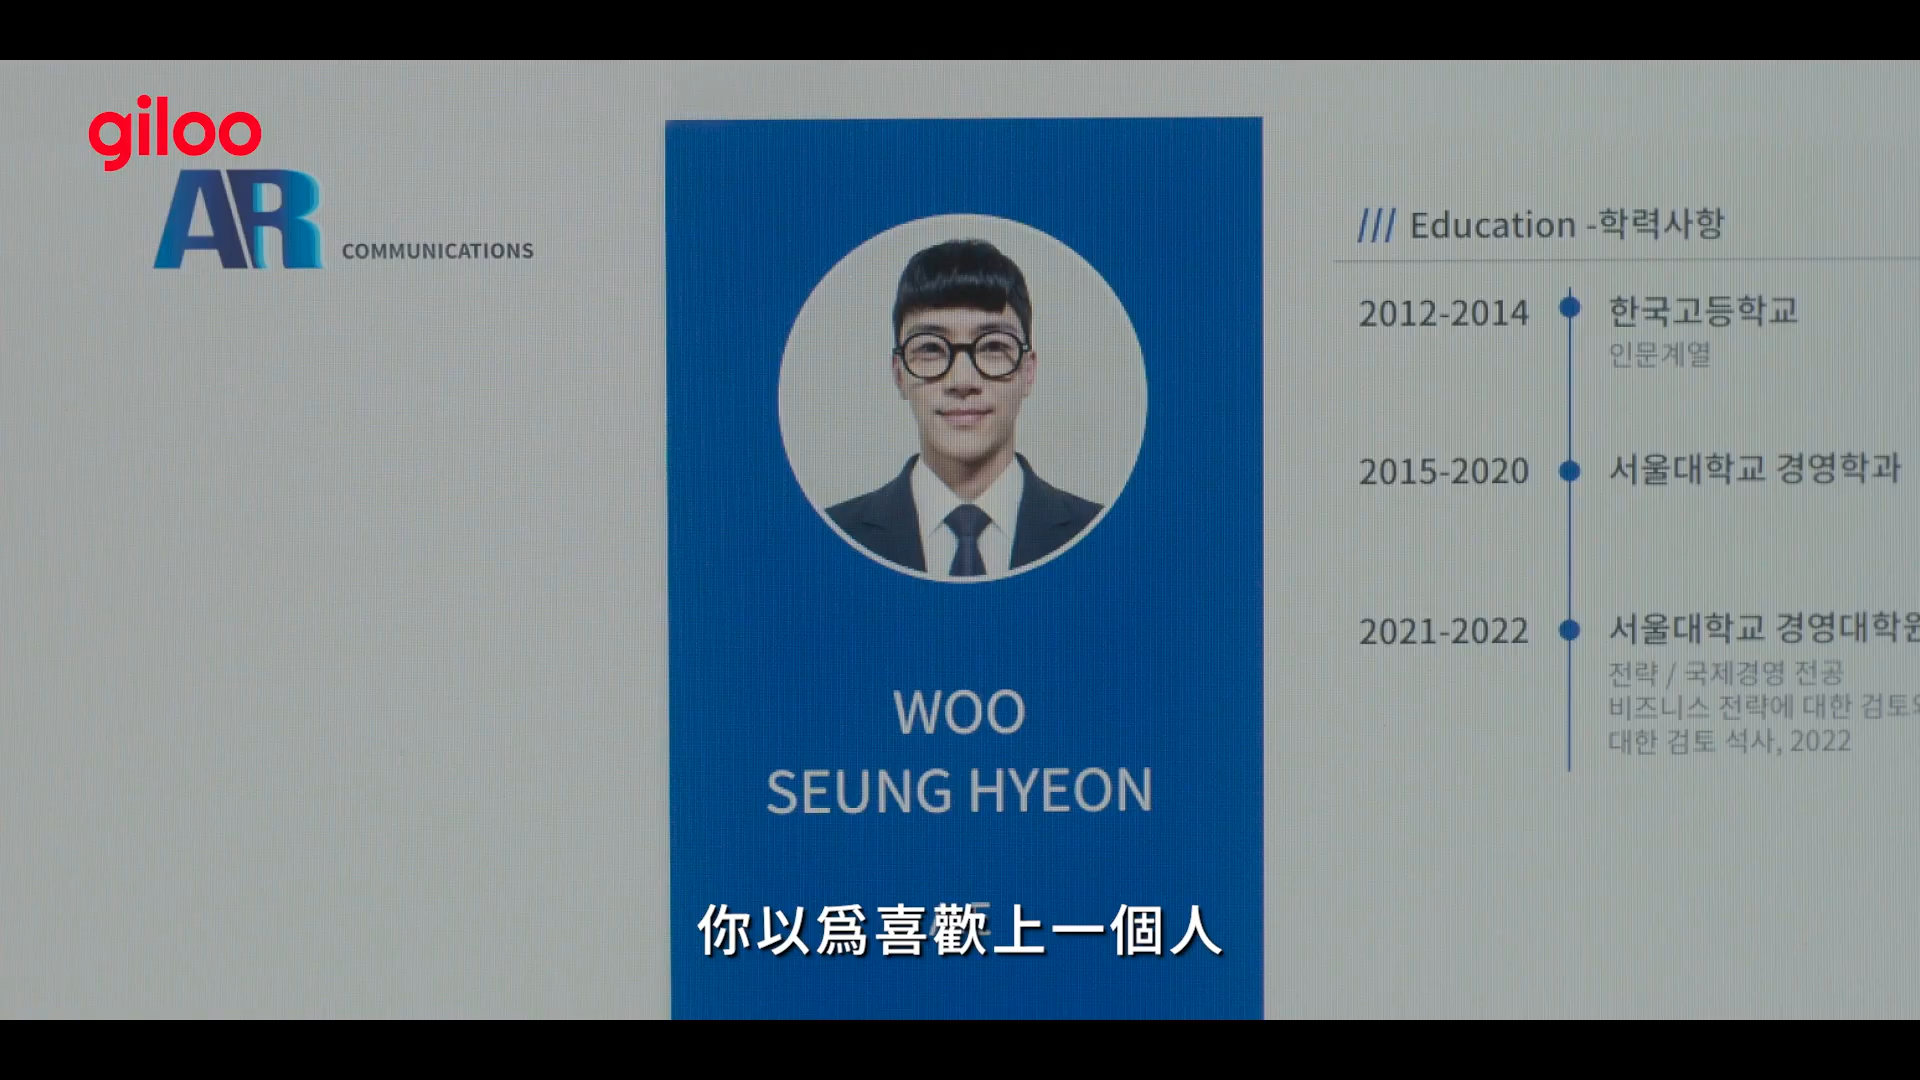 giloo
AR COMMUNICATIONS
WOO
SEUNG HYEON
/// Education -학력사항
2012-2014 한국고등학교
인문계열
2015-2020 서울대학교 경영학과
2021-2022 서울대학교 경영대학원
전략 / 국제경영 전공
비즈니스 전략에 대한 검토와
대한 검토 석사, 2022
你以爲喜歡上一個人